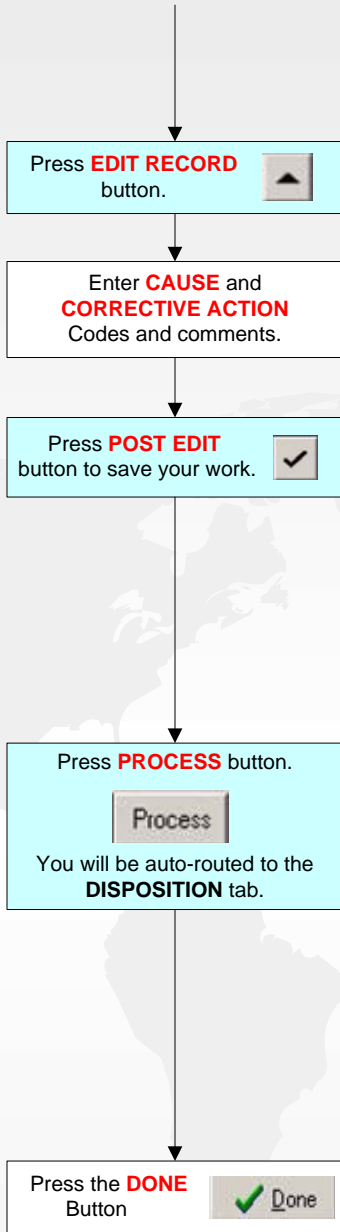 Press EDIT RECORD
button.
Enter CAUSE and
CORRECTIVE ACTION
Codes and comments.
Press POST EDIT
button to save your work.
Press PROCESS button.
Process
You will be auto-routed to the
DISPOSITION tab.
Press the DONE
Button
Done